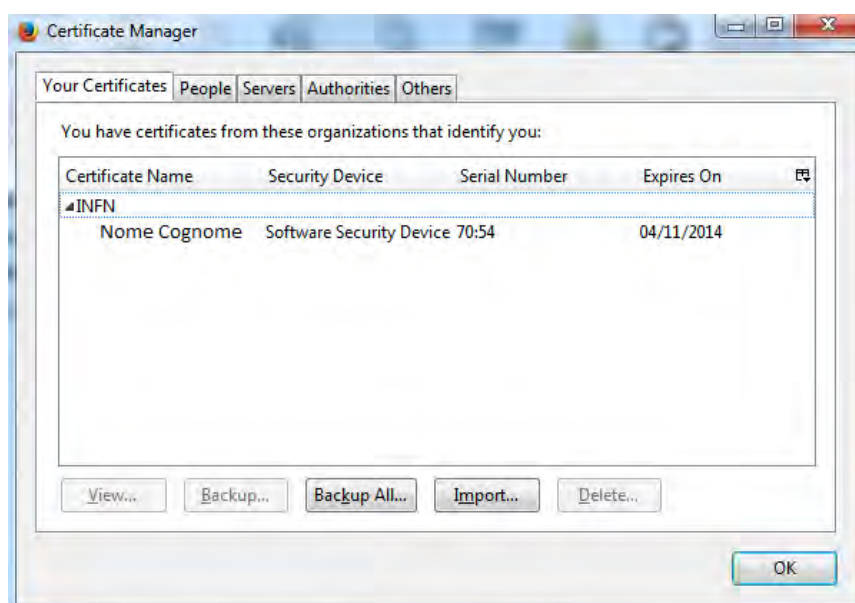 Certificate Manager
Your Certificates People Servers Authorities Others
You have certificates from these organizations that identify you:
Certificate Name Security Device Serial Number Expires On
INFN
Nome Cognome Software Security Device 70:54 04/11/2014
View... Backup... Backup All... Import... Delete...
OK